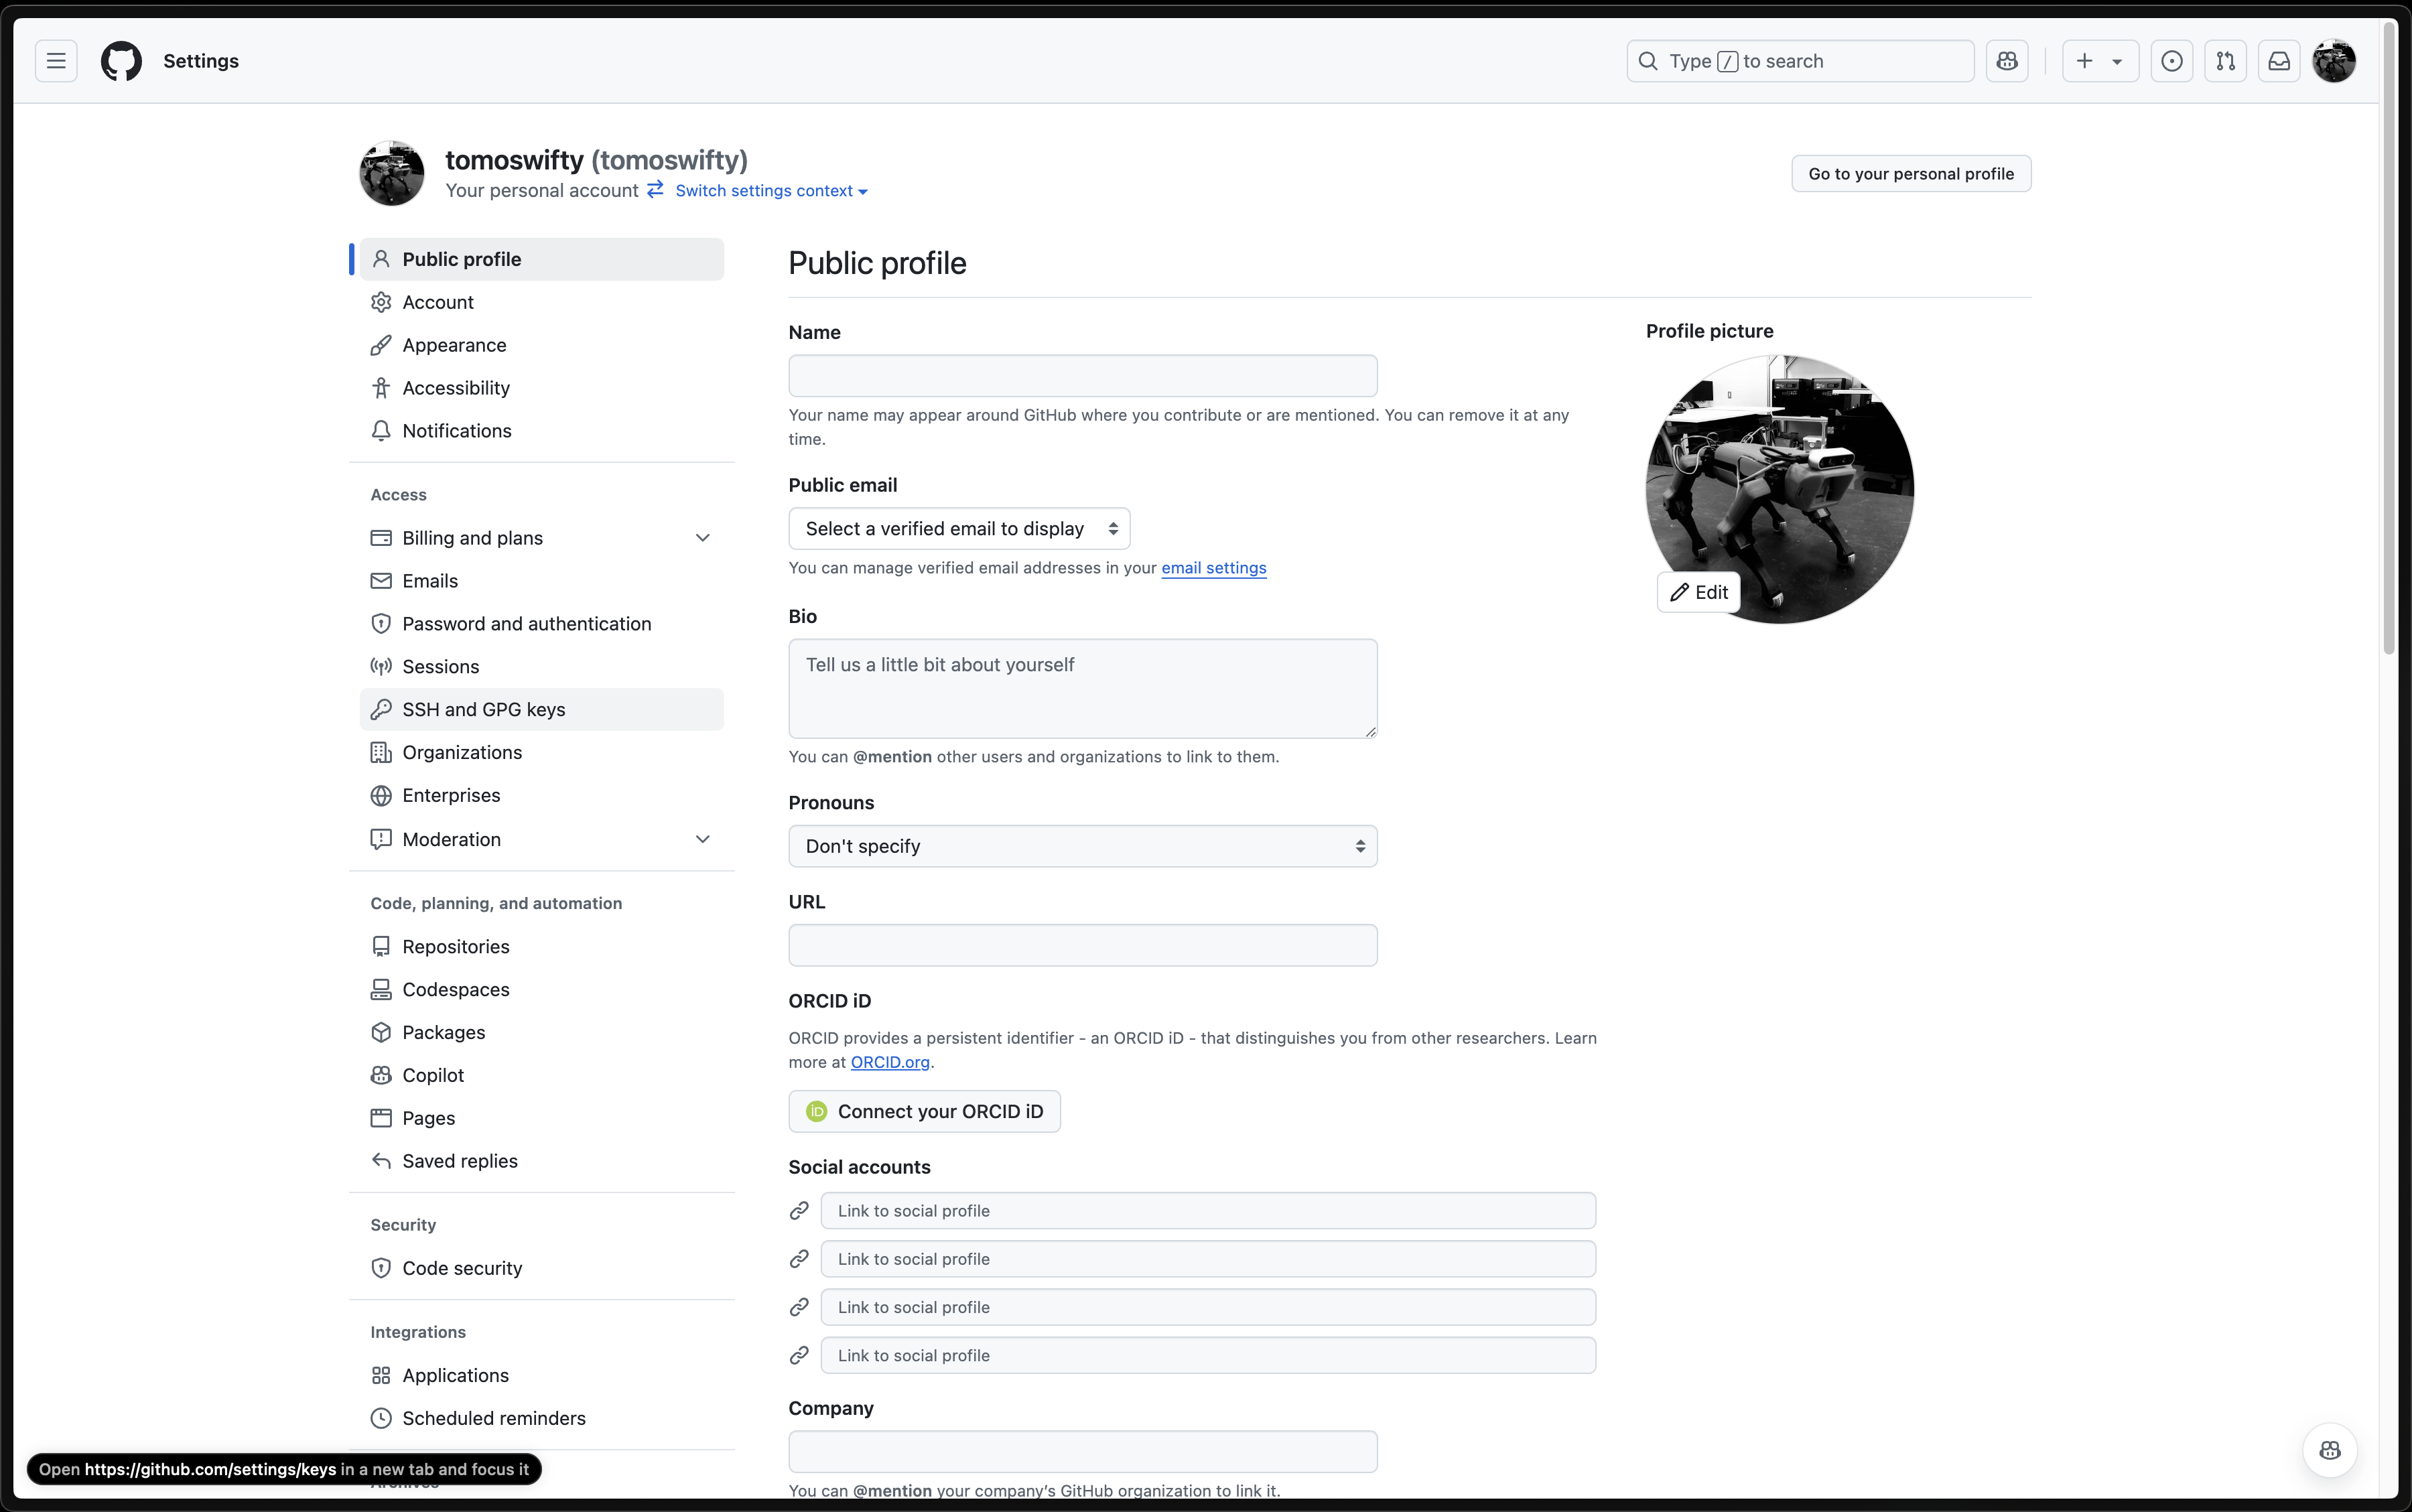 Settings
Type / to search
tomoswifty (tomoswifty)
Your personal account Switch settings context
Go to your personal profile
Public profile
Account
Appearance
Accessibility
Notifications
Access
Billing and plans
Emails
Password and authentication
Sessions
SSH and GPG keys
Organizations
Enterprises
Moderation
Code, planning, and automation
Repositories
Codespaces
Packages
Copilot
Pages
Saved replies
Security
Code security
Integrations
Applications
Scheduled reminders
Public profile
Name
Your name may appear around GitHub where you contribute or are mentioned. You can remove it at any
time.
Public email
Select a verified email to display
You can manage verified email addresses in your email settings
Bio
Tell us a little bit about yourself
You can @mention other users and organizations to link to them.
Pronouns
Don't specify
URL
ORCID iD
ORCID provides a persistent identifier - an ORCID iD - that distinguishes you from other researchers. Learn
more at ORCID.org.
iD Connect your ORCID iD
Social accounts
Link to social profile
Link to social profile
Link to social profile
Link to social profile
Company
You can @mention your company's GitHub organization to link it.
Profile picture
Edit
Open https://github.com/settings/keys in a new tab and focus it